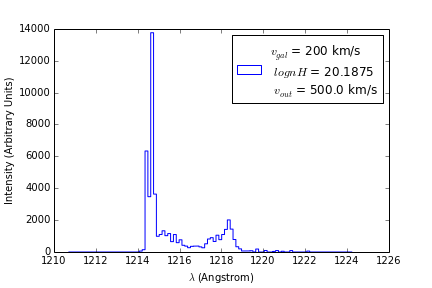 14000
12000
10000
8000
6000
4000
2000
0
1210 1212 1214 1216 1218 1220 1222 1224 1226
Intensity (Arbitrary Units)
λ (Angstrom)
v_gal = 200 km/s
lognH = 20.1875
v_out = 500.0 km/s